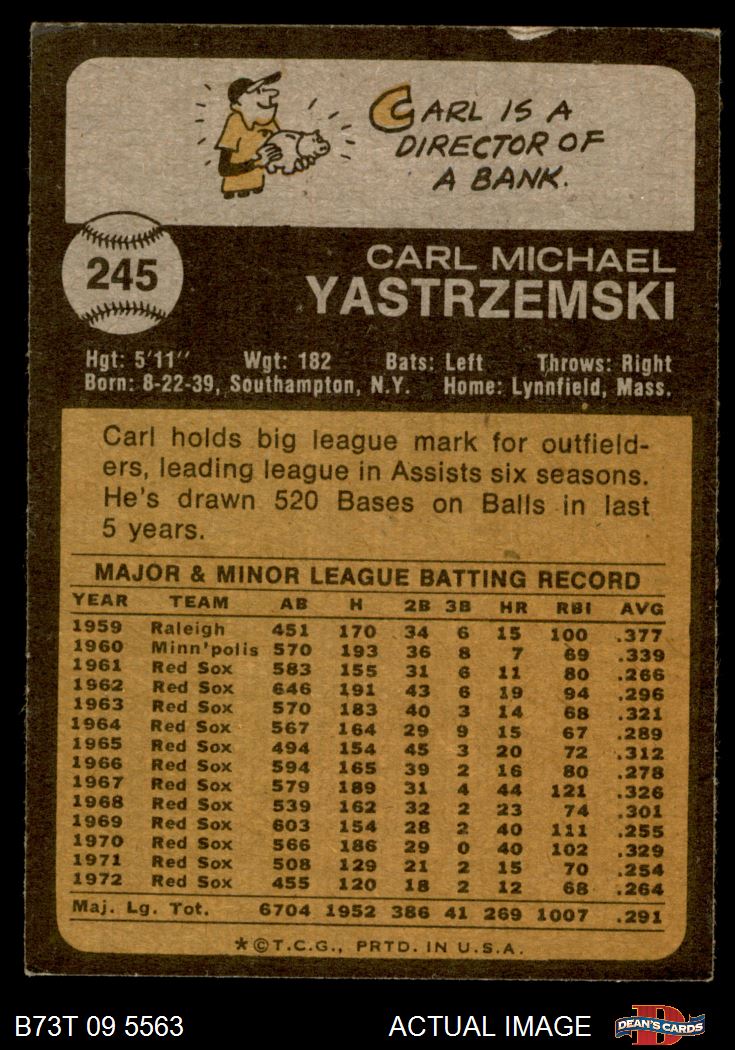 CARL IS A
DIRECTOR OF
A BANK.
245
CARL MICHAEL
YASTRZEMSKI
Hgt: 5'11'' Wgt: 182 Bats: Left Throws: Right
Born: 8-22-39, Southampton, N.Y. Home: Lynnfield, Mass.
Carl holds big league mark for outfield-
ers, leading league in Assists six seasons.
He's drawn 520 Bases on Balls in last
5 years.
MAJOR & MINOR LEAGUE BATTING RECORD
YEAR TEAM AB H 2B 3B HR RBI AVG
1959 Raleigh 451 170 34 6 15 100 .377
1960 Minn'polis 570 193 36 8 7 69 .339
1961 Red Sox 583 155 31 6 11 80 .266
1962 Red Sox 646 191 43 6 19 94 .296
1963 Red Sox 570 183 40 3 14 68 .321
1964 Red Sox 567 164 29 9 15 67 .289
1965 Red Sox 494 154 45 3 20 72 .312
1966 Red Sox 594 165 39 2 16 80 .278
1967 Red Sox 579 189 31 4 44 121 .326
1968 Red Sox 539 162 32 2 23 74 .301
1969 Red Sox 603 154 28 2 40 111 .255
1970 Red Sox 566 186 29 0 40 102 .329
1971 Red Sox 508 129 21 2 15 70 .254
1972 Red Sox 455 120 18 2 12 68 .264
Maj. Lg. Tot. 6704 1952 386 41 269 1007 .291
*©T.C.G., PRTD. IN U.S.A.
B73T 09 5563 ACTUAL IMAGE
D
DEAN'S CARDS